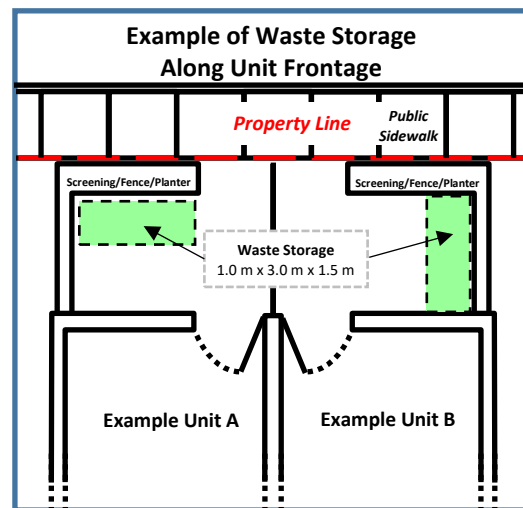 Example of Waste Storage
Along Unit Frontage
Property Line
Public
Sidewalk
Screening/Fence/Planter
Screening/Fence/Planter
Waste Storage
1.0 m x 3.0 m x 1.5 m
Example Unit A
Example Unit B